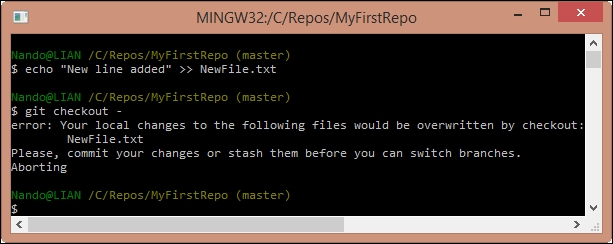 MINGW32:/C/Repos/MyFirstRepo
Nando@LIAN /C/Repos/MyFirstRepo (master)
$ echo "New line added" >> NewFile.txt
Nando@LIAN /C/Repos/MyFirstRepo (master)
$ git checkout -
error: Your local changes to the following files would be overwritten by checkout:
NewFile.txt
Please, commit your changes or stash them before you can switch branches.
Aborting
Nando@LIAN /C/Repos/MyFirstRepo (master)
$